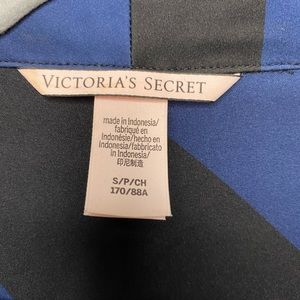 VICTORIA'S SECRET
made in Indonesia/
fabriqué en
Indonésie/hecho en
Indonesia/fabbricato
in Indonesia/
印尼制造
S/P/CH
170/88A